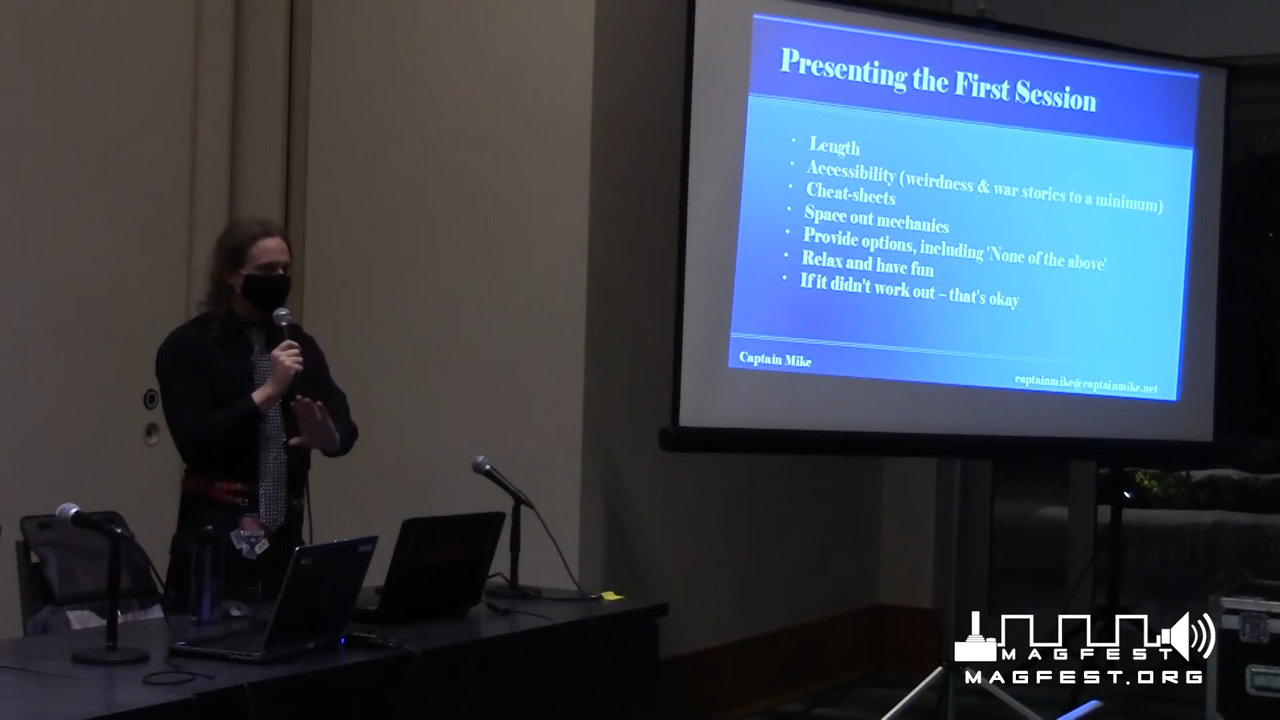 Presenting the First Session
Length
Accessibility (weirdness & war stories to a minimum)
Cheat-sheets
Space out mechanics
Provide options, including 'None of the above'
Relax and have fun
If it didn't work out – that's okay
Captain Mike
captainmike@captainmike.net
MAGFEST
MAGFEST.ORG